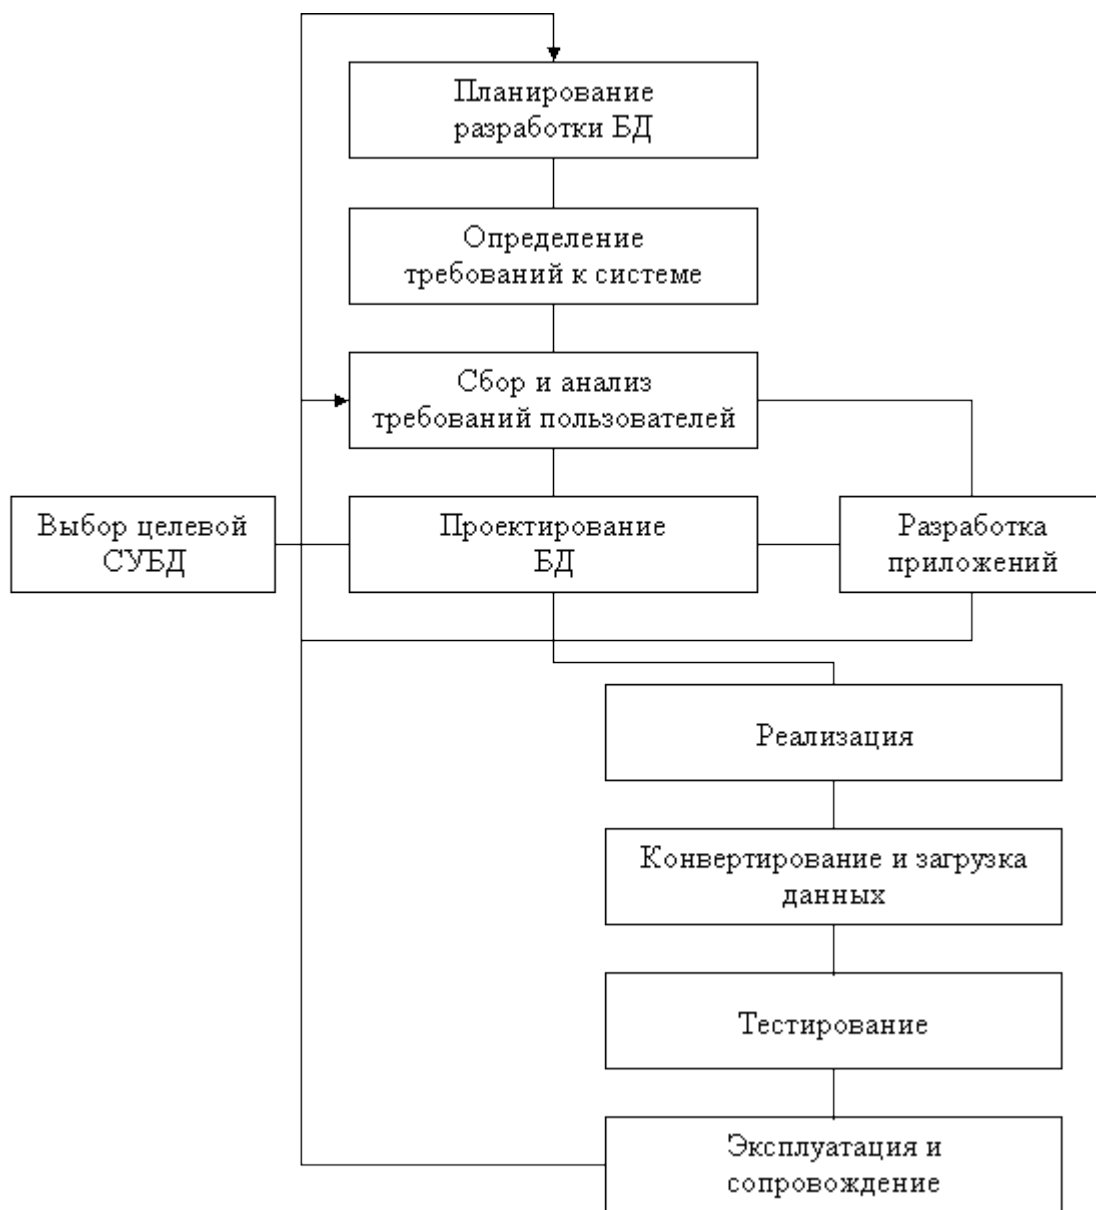 Планирование
разработки БД
Определение
требований к системе
Сбор и анализ
требований пользователей
Выбор целевой
СУБД
Проектирование
БД
Разработка
приложений
Реализация
Конвертирование и загрузка
данных
Тестирование
Эксплуатация и
сопровождение